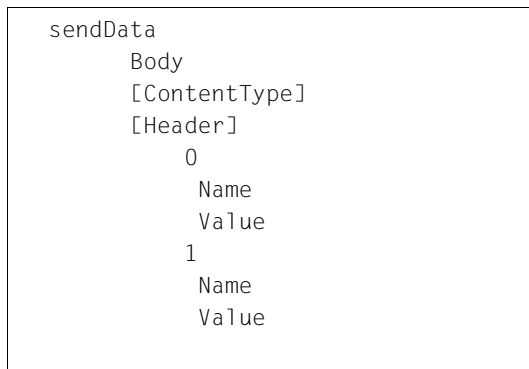 sendData
Body
[ContentType]
[Header]
0
Name
Value
1
Name
Value